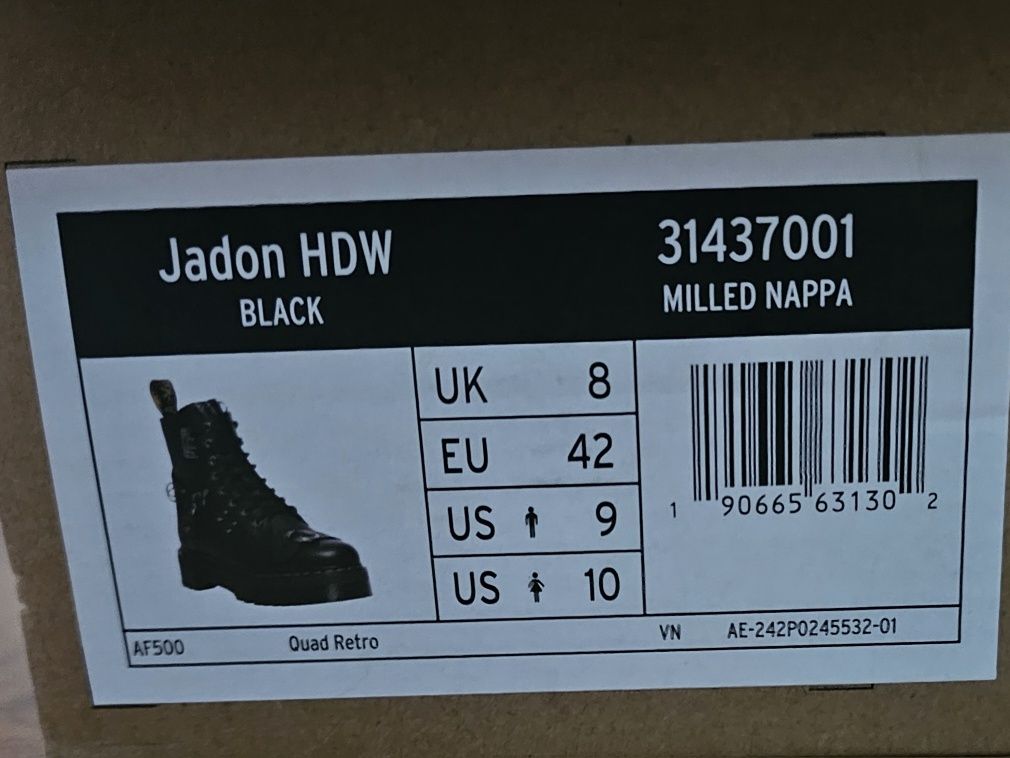 Jadon HDW
BLACK
31437001
MILLED NAPPA
UK 8
EU 42
US 9
US 10
1 90665 63130 2
AF500 Quad Retro VN AE-242P0245532-01